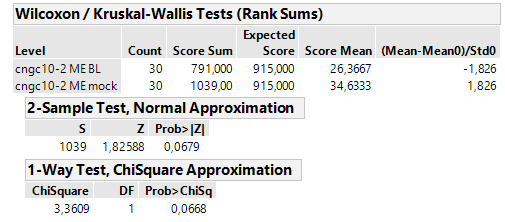 Wilcoxon / Kruskal-Wallis Tests (Rank Sums)
Expected
Level Count Score Sum Score Score Mean (Mean-Mean0)/Std0
cngc10-2 ME BL 30 791,000 915,000 26,3667 -1,826
cngc10-2 ME mock 30 1039,00 915,000 34,6333 1,826
2-Sample Test, Normal Approximation
S Z Prob>|Z|
1039 1,82588 0,0679
1-Way Test, ChiSquare Approximation
ChiSquare DF Prob>ChiSq
3,3609 1 0,0668